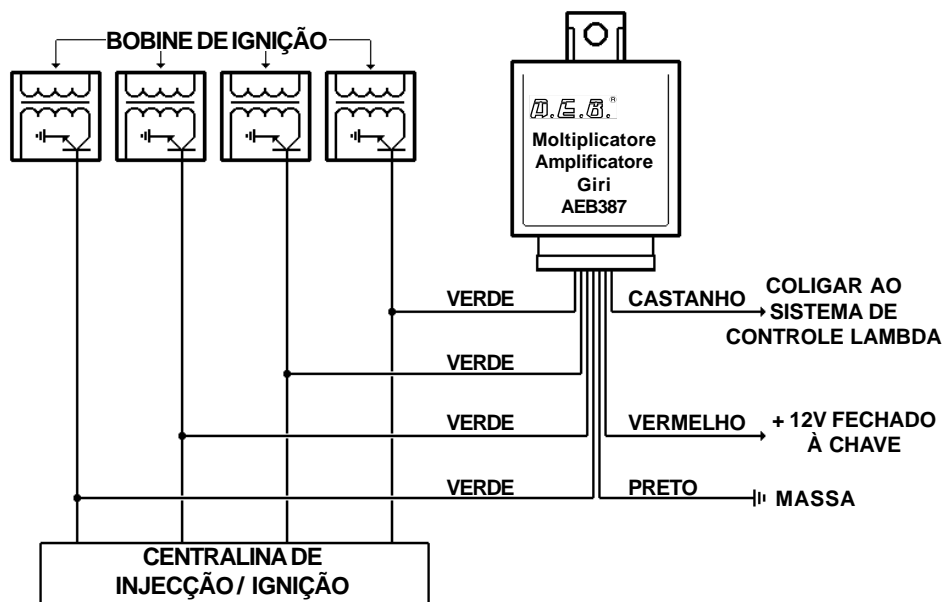 BOBINE DE IGNIÇÃO
A.E.B.®
Moltiplicatore
Amplificatore
Giri
AEB387
VERDE
CASTANHO
COLIGAR AO
SISTEMA DE
CONTROLE LAMBDA
VERDE
VERDE
VERMELHO
+ 12V FECHADO
À CHAVE
VERDE
PRETO
MASSA
CENTRALINA DE
INJECÇÃO / IGNIÇÃO